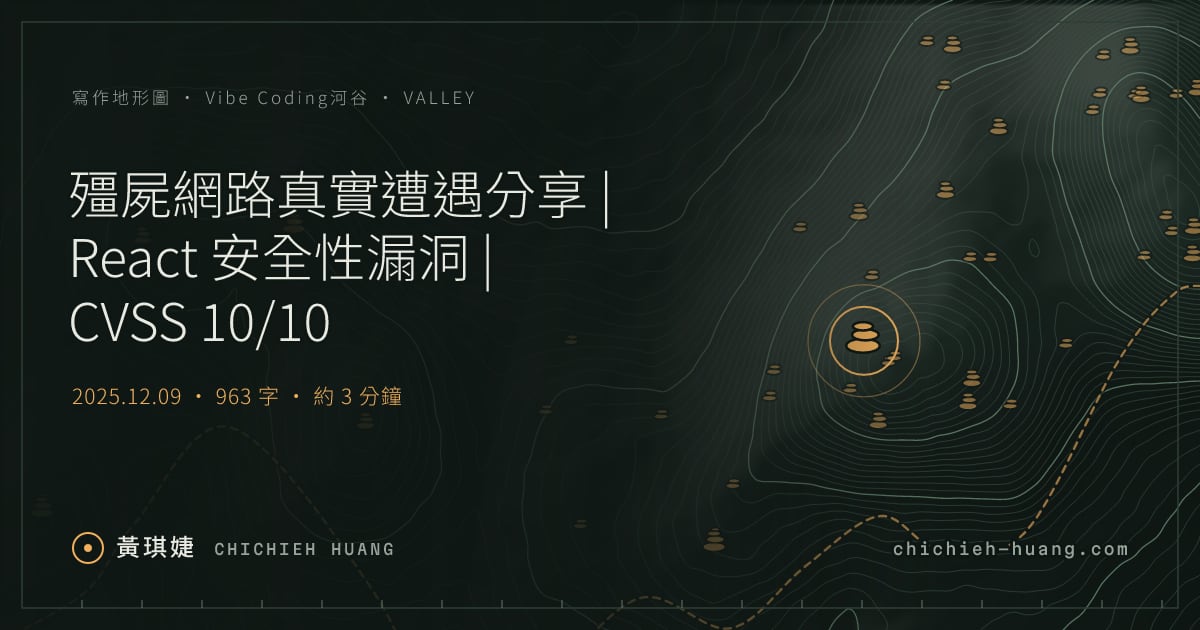 寫作地形圖 · Vibe Coding河谷 · VALLEY
殭屍網路真實遭遇分享|
React 安全性漏洞|
CVSS 10/10
2025.12.09 · 963 字 · 約 3 分鐘
黃琪婕 CHICHIEH HUANG
chichieh-huang.com